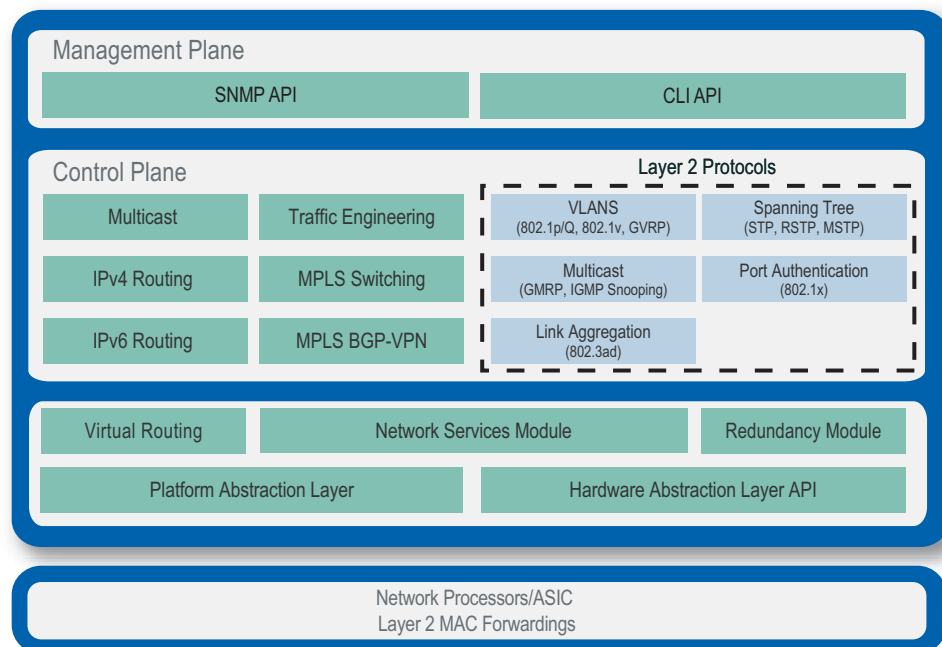 Management Plane
SNMP API
CLI API
Control Plane
Layer 2 Protocols
Multicast
Traffic Engineering
VLANS
(802.1p/Q, 802.1v, GVRP)
Spanning Tree
(STP, RSTP, MSTP)
IPv4 Routing
MPLS Switching
Multicast
(GMRP, IGMP Snooping)
Port Authentication
(802.1x)
IPv6 Routing
MPLS BGP-VPN
Link Aggregation
(802.3ad)
Virtual Routing
Network Services Module
Redundancy Module
Platform Abstraction Layer
Hardware Abstraction Layer API
Network Processors/ASIC
Layer 2 MAC Forwardings